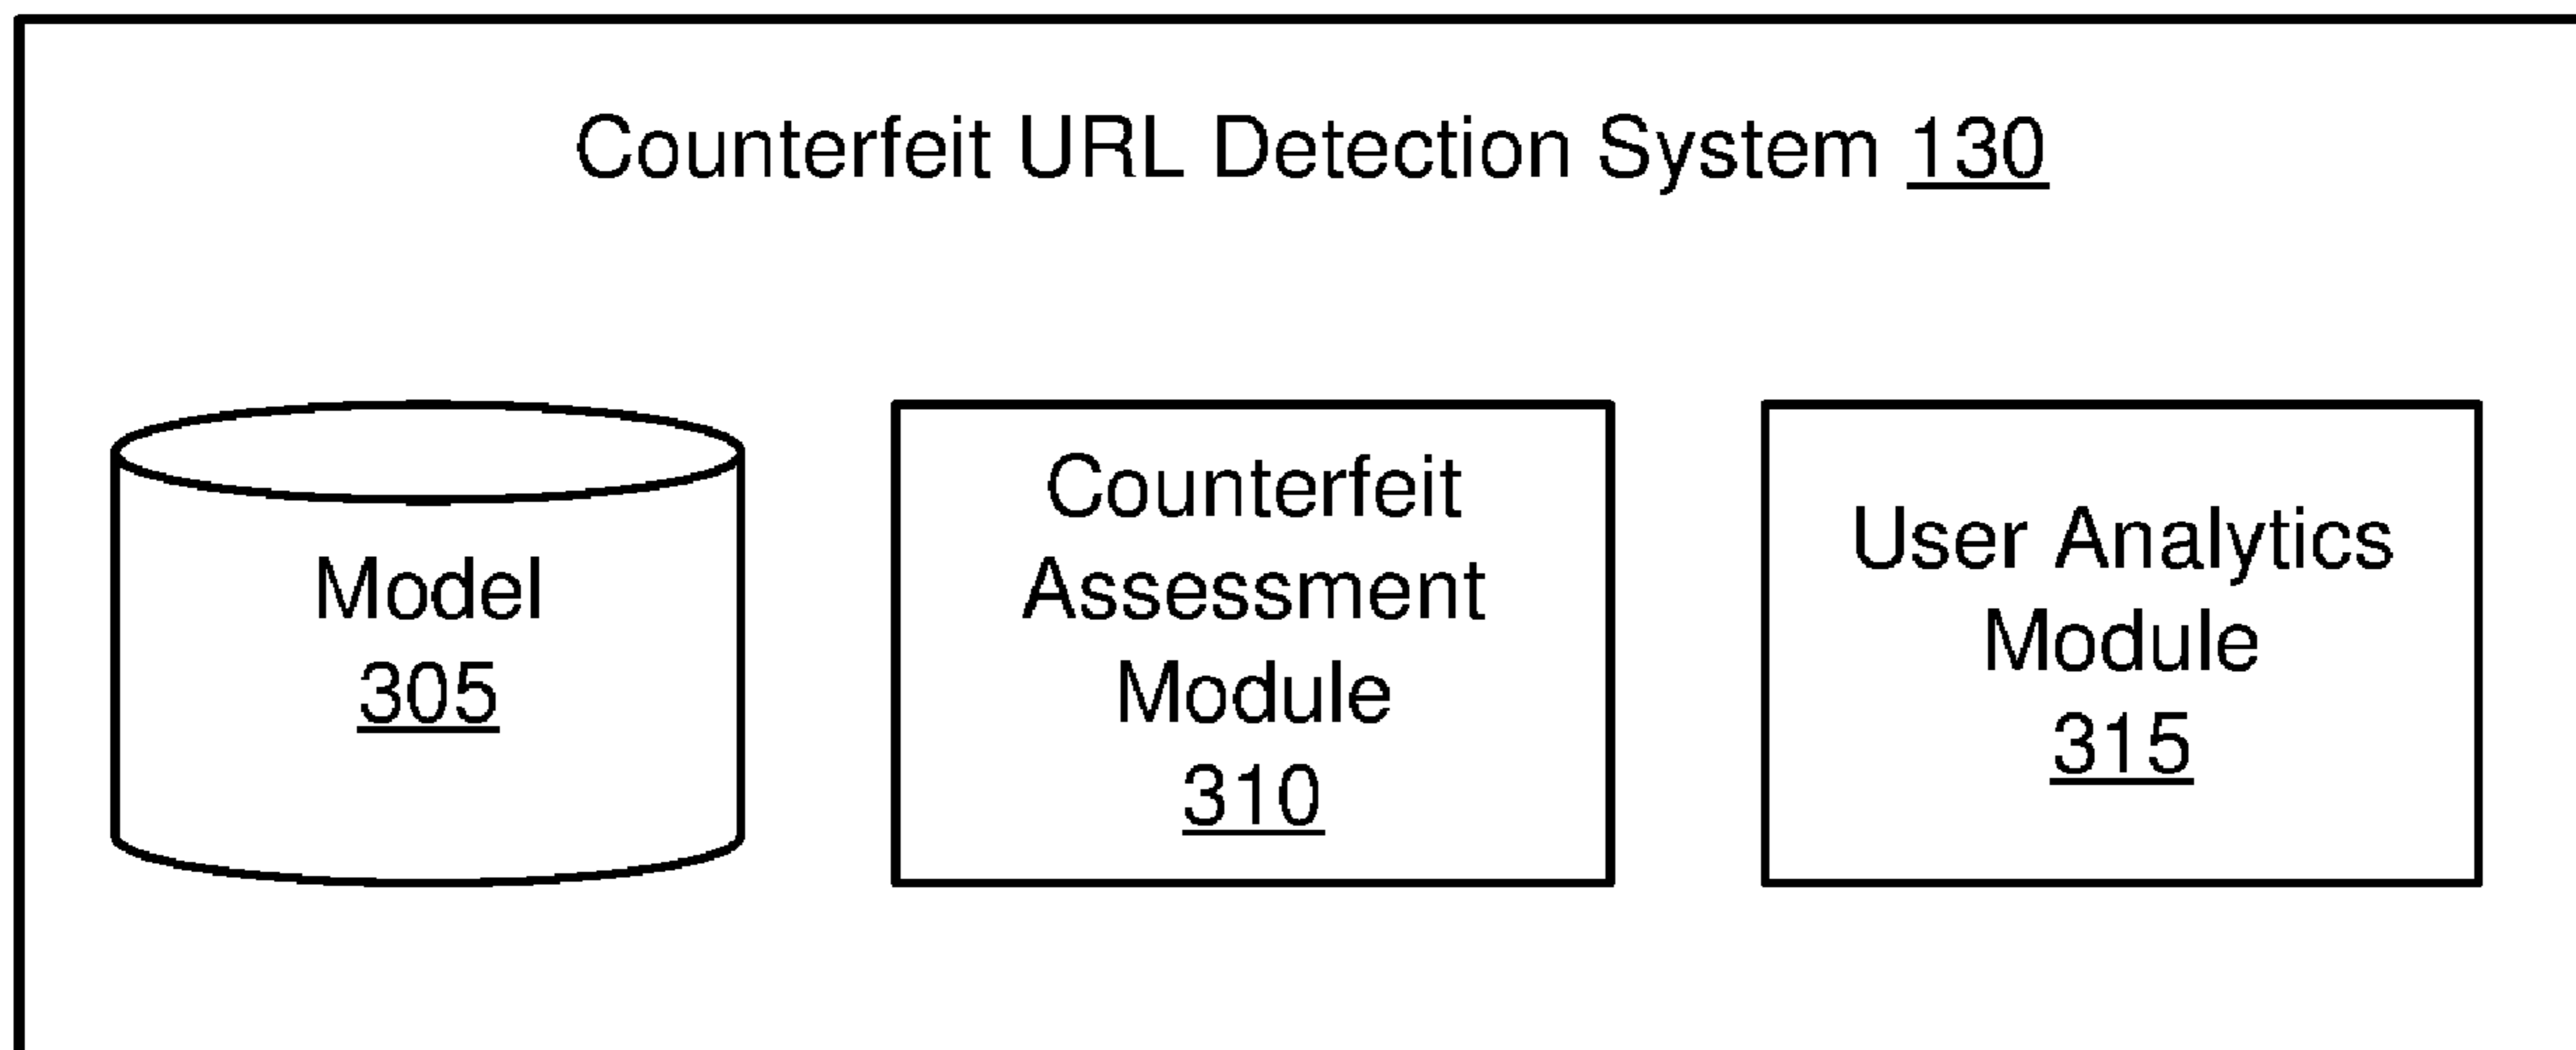 Counterfeit URL Detection System 130
Model
305
Counterfeit
Assessment
Module
310
User Analytics
Module
315